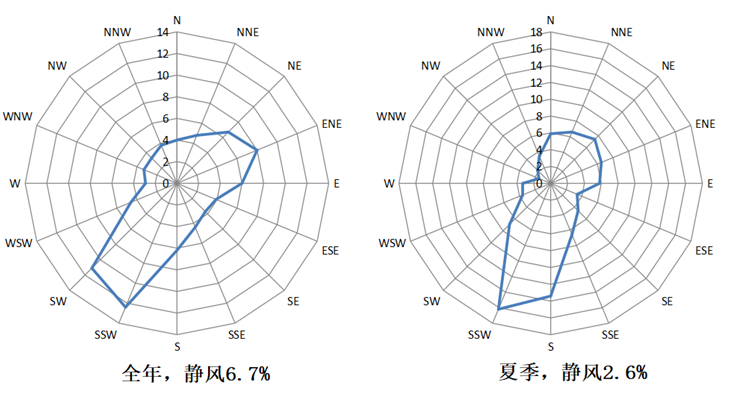 N
NNE
NE
ENE
E
ESE
SE
SSE
S
SSW
SW
WSW
W
WNW
NW
NNW
14
12
10
8
6
4
2
0
全年，静风6.7%
N
NNE
NE
ENE
E
ESE
SE
SSE
S
SSW
SW
WSW
W
WNW
NW
NNW
18
16
14
12
10
8
6
4
2
0
夏季，静风2.6%